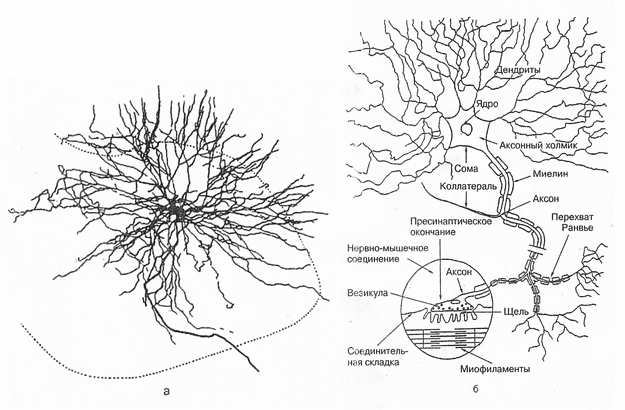 Дендриты
Ядро
Аксонный холмик
Сома
Миелин
Коллатераль
Аксон
Пресинаптическое
окончание
Перехват
Ранвье
Нервно-мышечное
соединение
Аксон
Везикула
Щель
Соединитель-
ная складка
Миофиламенты
а
б